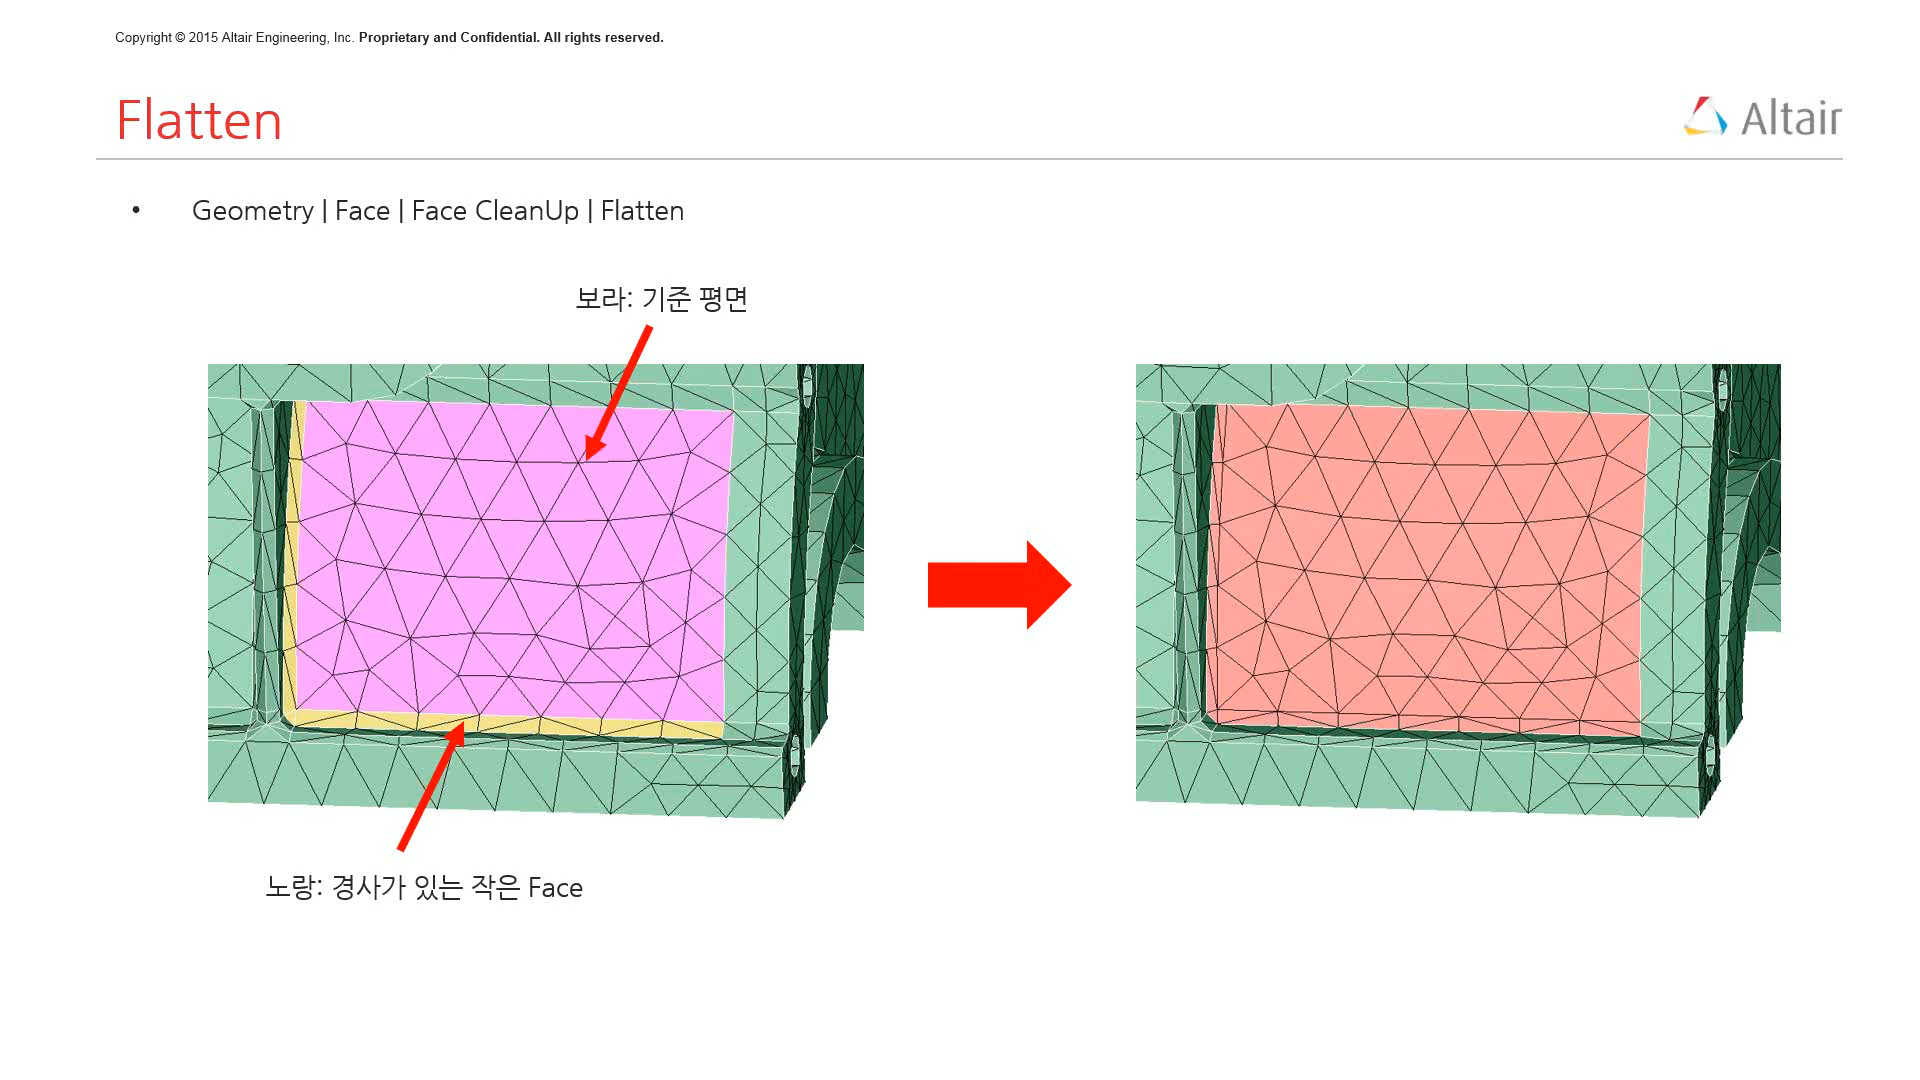 Copyright © 2015 Altair Engineering, Inc. Proprietary and Confidential. All rights reserved.
Flatten
Altair
• Geometry | Face | Face CleanUp | Flatten
보라: 기준 평면
노랑: 경사가 있는 작은 Face